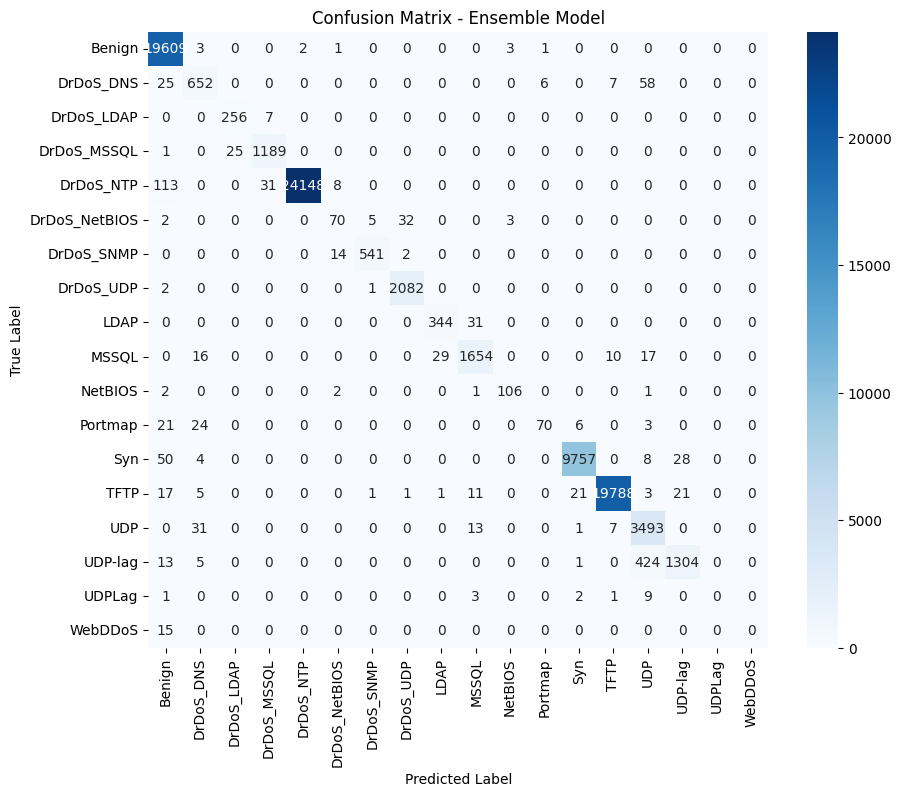 Confusion Matrix - Ensemble Model
True Label
Benign 19609 3 0 0 2 1 0 0 0 0 3 1 0 0 0 0 0 0
DrDoS_DNS 25 652 0 0 0 0 0 0 0 0 0 6 0 7 58 0 0 0
DrDoS_LDAP 0 0 256 7 0 0 0 0 0 0 0 0 0 0 0 0 0 0
DrDoS_MSSQL 1 0 25 1189 0 0 0 0 0 0 0 0 0 0 0 0 0 0
DrDoS_NTP 113 0 0 31 24148 8 0 0 0 0 0 0 0 0 0 0 0 0
DrDoS_NetBIOS 2 0 0 0 0 70 5 32 0 0 3 0 0 0 0 0 0 0
DrDoS_SNMP 0 0 0 0 0 14 541 2 0 0 0 0 0 0 0 0 0 0
DrDoS_UDP 2 0 0 0 0 0 1 2082 0 0 0 0 0 0 0 0 0 0
LDAP 0 0 0 0 0 0 0 0 344 31 0 0 0 0 0 0 0 0
MSSQL 0 16 0 0 0 0 0 0 29 1654 0 0 0 10 17 0 0 0
NetBIOS 2 0 0 0 0 2 0 0 0 1 106 0 0 0 1 0 0 0
Portmap 21 24 0 0 0 0 0 0 0 0 0 70 6 0 3 0 0 0
Syn 50 4 0 0 0 0 0 0 0 0 0 0 9757 0 8 28 0 0
TFTP 17 5 0 0 0 0 1 1 1 11 0 0 21 19788 3 21 0 0
UDP 0 31 0 0 0 0 0 0 0 13 0 0 1 7 3493 0 0 0
UDP-lag 13 5 0 0 0 0 0 0 0 0 0 0 1 0 424 1304 0 0
UDPLag 1 0 0 0 0 0 0 0 0 3 0 0 2 1 9 0 0 0
WebDDoS 15 0 0 0 0 0 0 0 0 0 0 0 0 0 0 0 0 0
Benign DrDoS_DNS DrDoS_LDAP DrDoS_MSSQL DrDoS_NTP DrDoS_NetBIOS DrDoS_SNMP DrDoS_UDP LDAP MSSQL NetBIOS Portmap Syn TFTP UDP UDP-lag UDPLag WebDDoS
Predicted Label
20000
15000
10000
5000
0